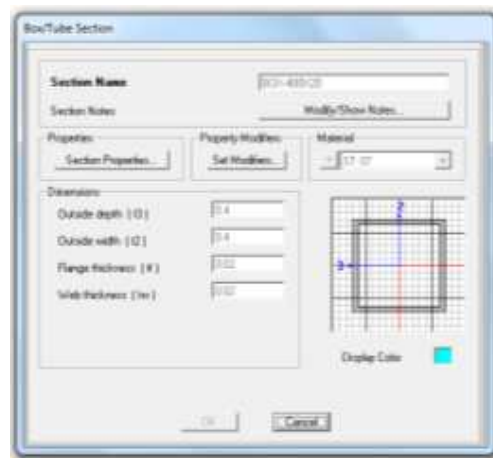 Box/Tube Section
Section Name
Section Notes
Modify/Show Notes...
Properties
Section Properties...
Property Modifiers
Set Modifiers...
Material
ST 37
Dimensions
Outside depth ( t3 )
0.4
Outside width ( t2 )
0.4
Flange thickness ( tf )
0.02
Web thickness ( tw )
0.02
2
3
Display Color
OK
Cancel